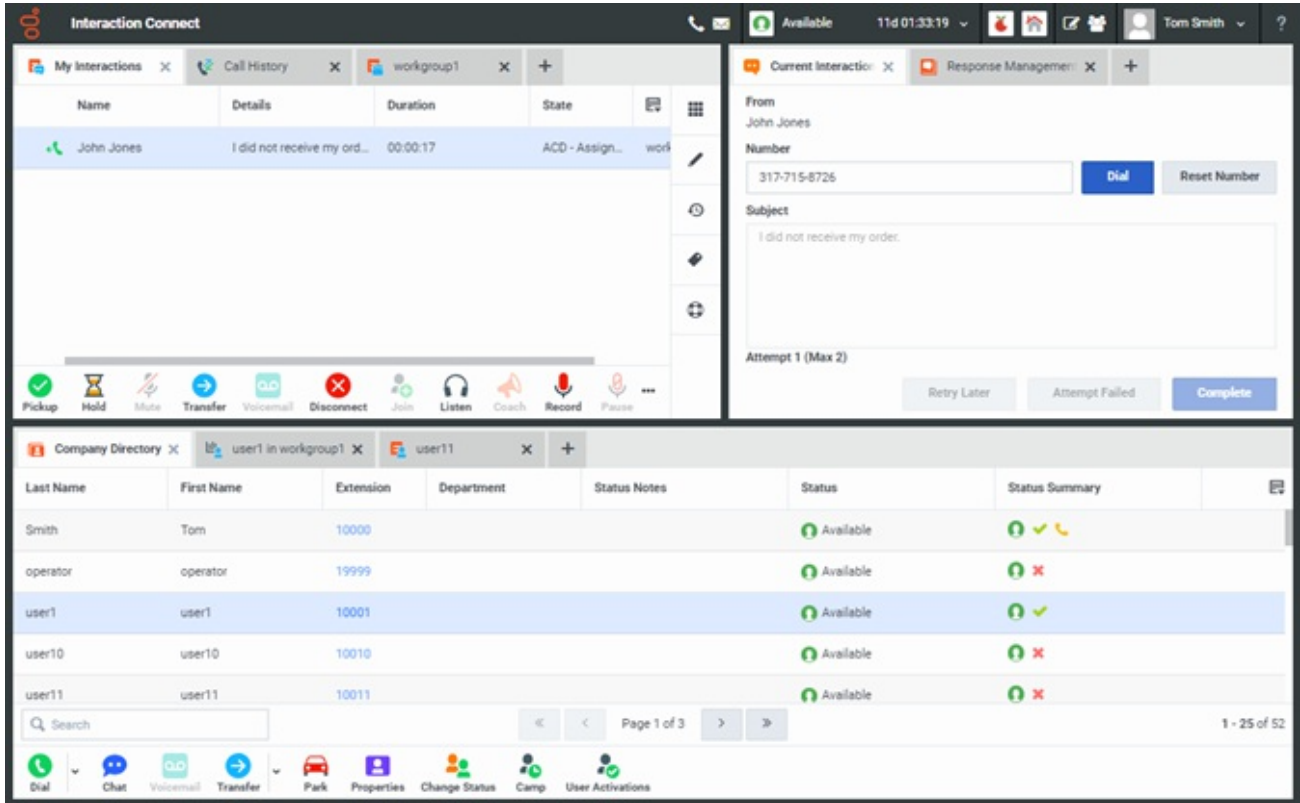 Interaction Connect
Available
11d 01:33:19
Tom Smith
?
My Interactions
Call History
workgroup1
Name Details Duration State
John Jones I did not receive my ord... 00:00:17 ACD - Assign... work
Pickup Hold Mute Transfer Voicemail Disconnect Join Listen Coach Record Pause
Current Interaction
Response Management
From
John Jones
Number
317-715-8726 Dial Reset Number
Subject
I did not receive my order.
Attempt 1 (Max 2)
Retry Later Attempt Failed Complete
Company Directory
user1 in workgroup1
user11
Last Name First Name Extension Department Status Notes Status Status Summary
Smith Tom 10000 Available
operator operator 19999 Available
user1 user1 10001 Available
user10 user10 10010 Available
user11 user11 10011 Available
Search Page 1 of 3 1 - 25 of 52
Dial Chat Voicemail Transfer Park Properties Change Status Camp User Activations